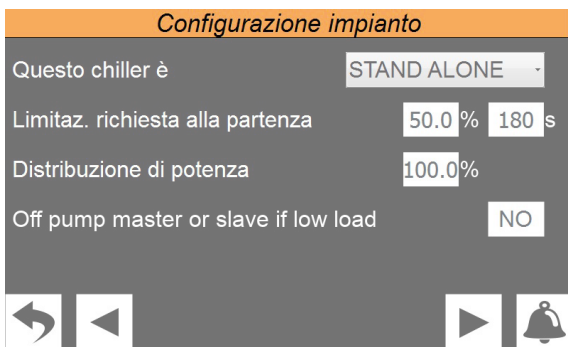 Configurazione impianto
Questo chiller è STAND ALONE
Limitaz. richiesta alla partenza 50.0 % 180 s
Distribuzione di potenza 100.0 %
Off pump master or slave if low load NO